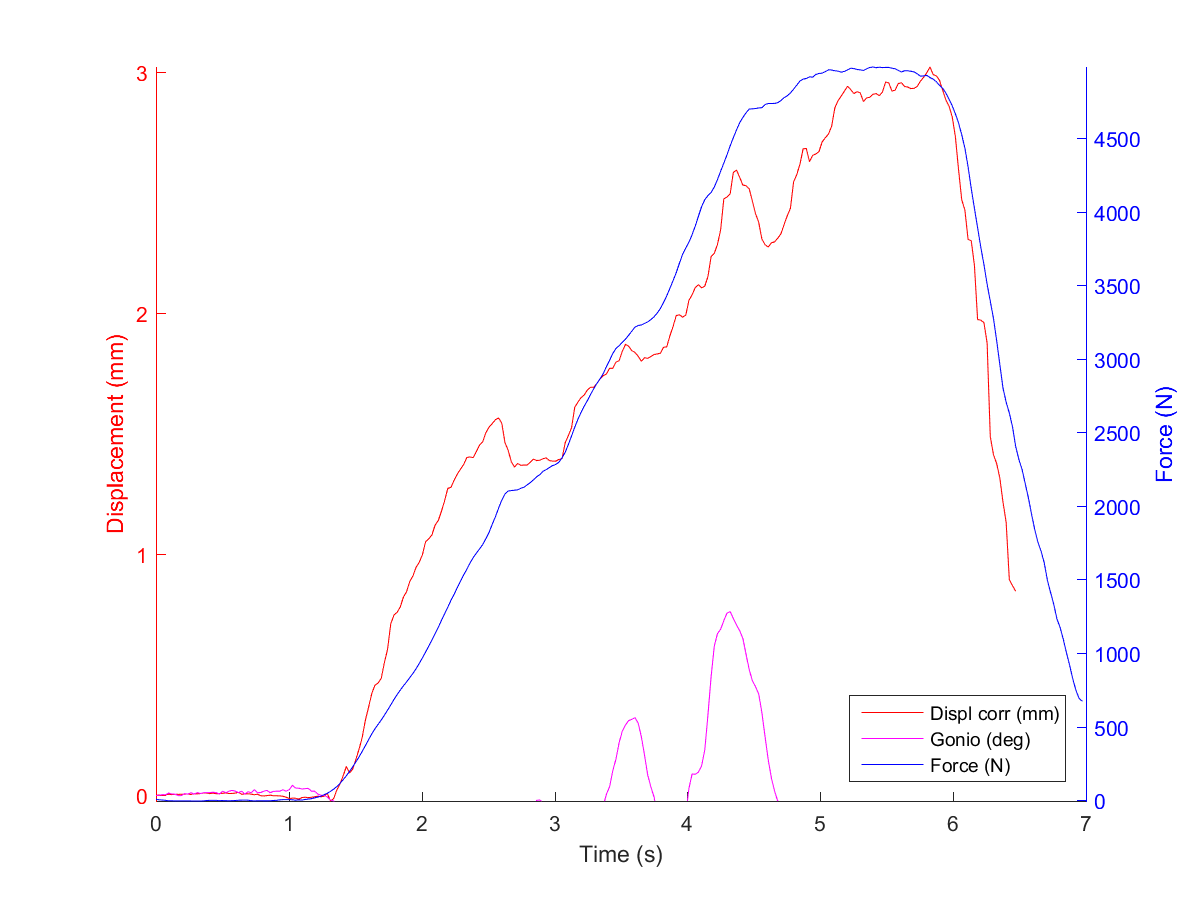 3
2
1
0
Displacement (mm)
4500
4000
3500
3000
2500
2000
1500
1000
500
0
Force (N)
Displ corr (mm)
Gonio (deg)
Force (N)
0 1 2 3 4 5 6 7
Time (s)